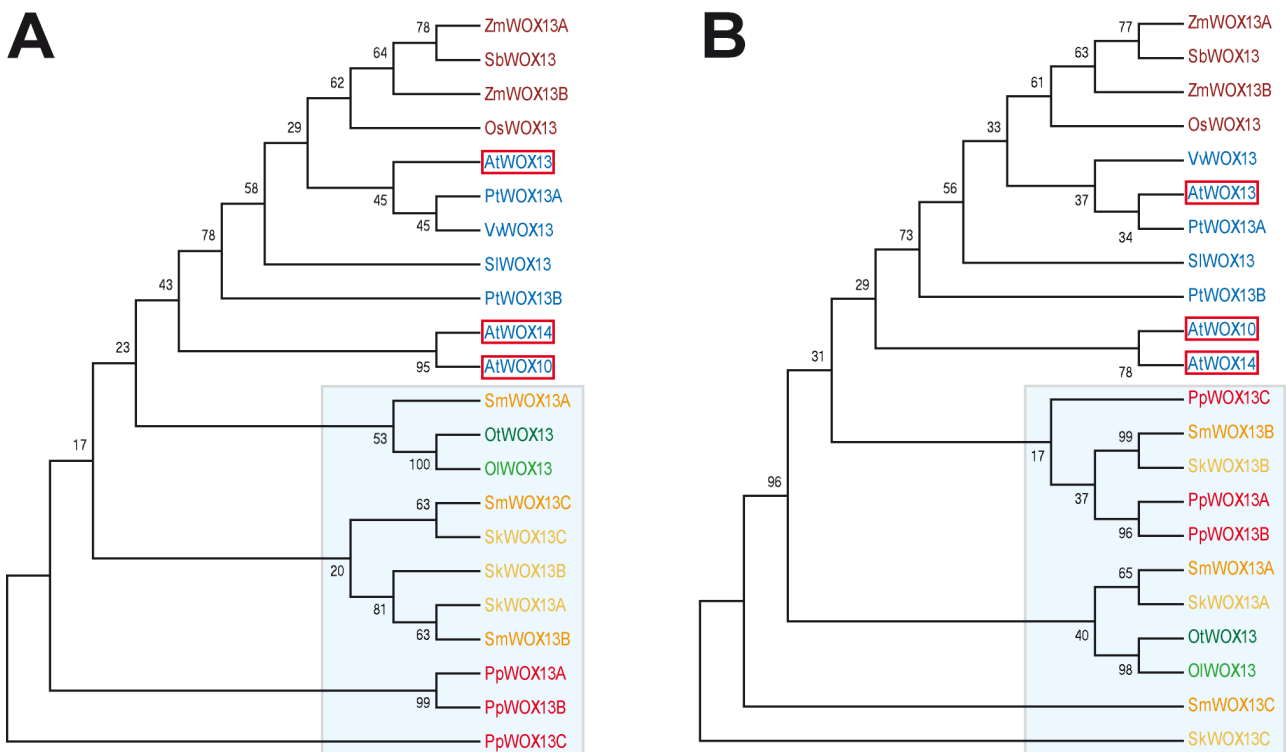 A
78
ZmWOX13A
SbWOX13
64
ZmWOX13B
62
OsWOX13
29
AtWOX13
45
PtWOX13A
45
VvWOX13
58
SlWOX13
78
PtWOX13B
43
AtWOX14
95
AtWOX10
23
SmWOX13A
53
OtWOX13
100
OlWOX13
17
SmWOX13C
63
SkWOX13C
20
SkWOX13B
81
SkWOX13A
63
SmWOX13B
PpWOX13A
99
PpWOX13B
PpWOX13C
B
77
ZmWOX13A
SbWOX13
63
ZmWOX13B
61
OsWOX13
33
VvWOX13
37
AtWOX13
34
PtWOX13A
56
SlWOX13
73
PtWOX13B
29
AtWOX10
78
AtWOX14
31
PpWOX13C
17
99
SmWOX13B
SkWOX13B
37
PpWOX13A
96
PpWOX13B
96
65
SmWOX13A
SkWOX13A
40
OtWOX13
98
OlWOX13
SmWOX13C
SkWOX13C